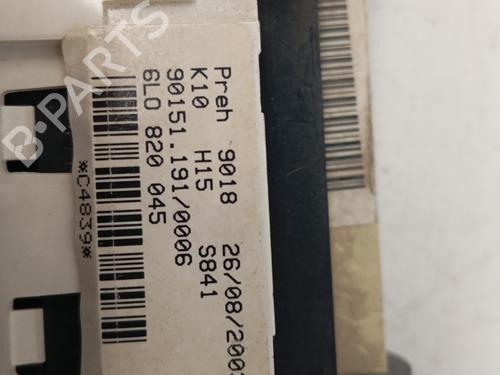 Preh 9018 26/08/200
K10 H15 S841
90151.191/0006
6L0 820 045
*C4839*
B-PARTS